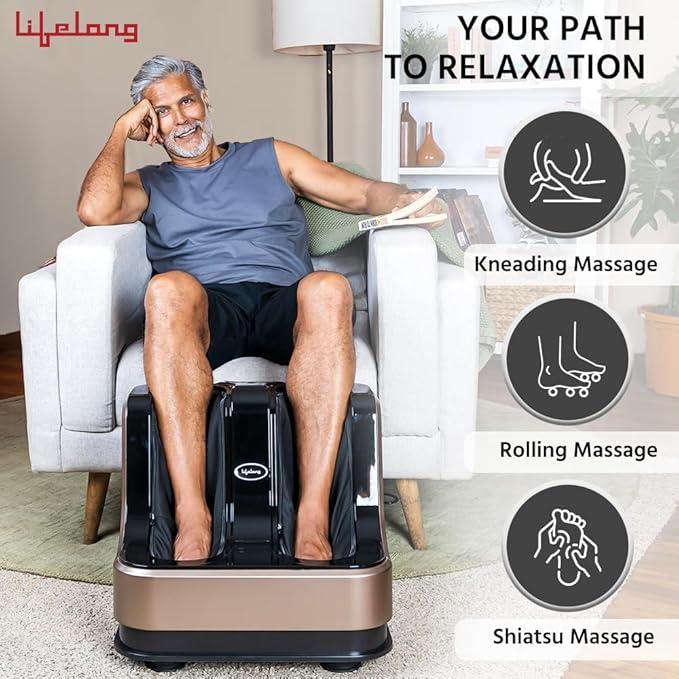 Lifelong
YOUR PATH
TO RELAXATION
Kneading Massage
Rolling Massage
Lifelong
Shiatsu Massage